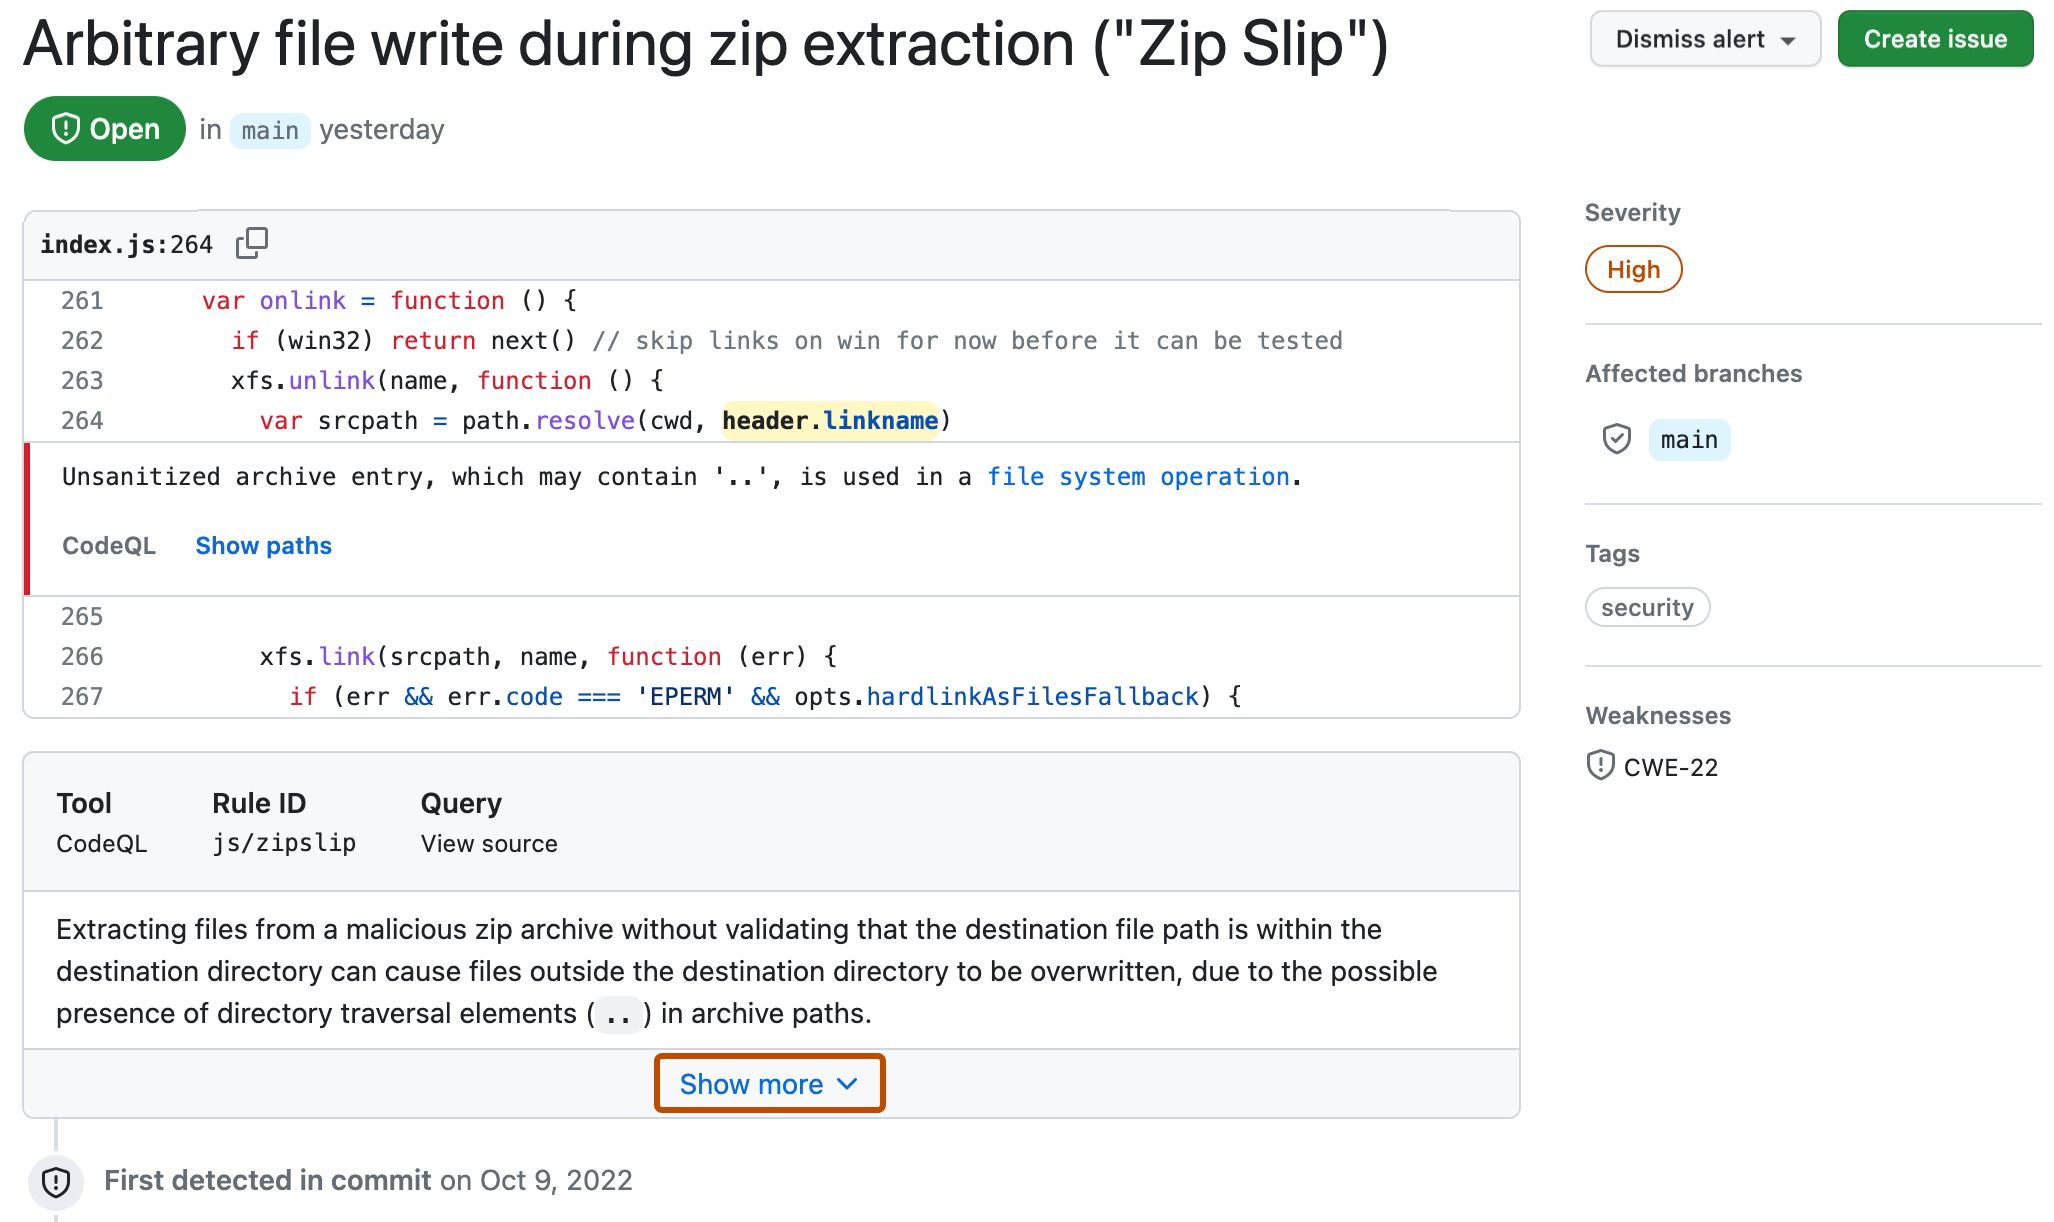 Arbitrary file write during zip extraction ("Zip Slip")
Dismiss alert
Create issue
Open in main yesterday
index.js:264
261 var onlink = function () {
262 if (win32) return next() // skip links on win for now before it can be tested
263 xfs.unlink(name, function () {
264 var srcpath = path.resolve(cwd, header.linkname)
Unsanitized archive entry, which may contain '..', is used in a file system operation.
CodeQL Show paths
265
266 xfs.link(srcpath, name, function (err) {
267 if (err && err.code === 'EPERM' && opts.hardlinkAsFilesFallback) {
Tool Rule ID Query
CodeQL js/zipslip View source
Extracting files from a malicious zip archive without validating that the destination file path is within the
destination directory can cause files outside the destination directory to be overwritten, due to the possible
presence of directory traversal elements (..) in archive paths.
Show more
First detected in commit on Oct 9, 2022
Severity
High
Affected branches
main
Tags
security
Weaknesses
CWE-22